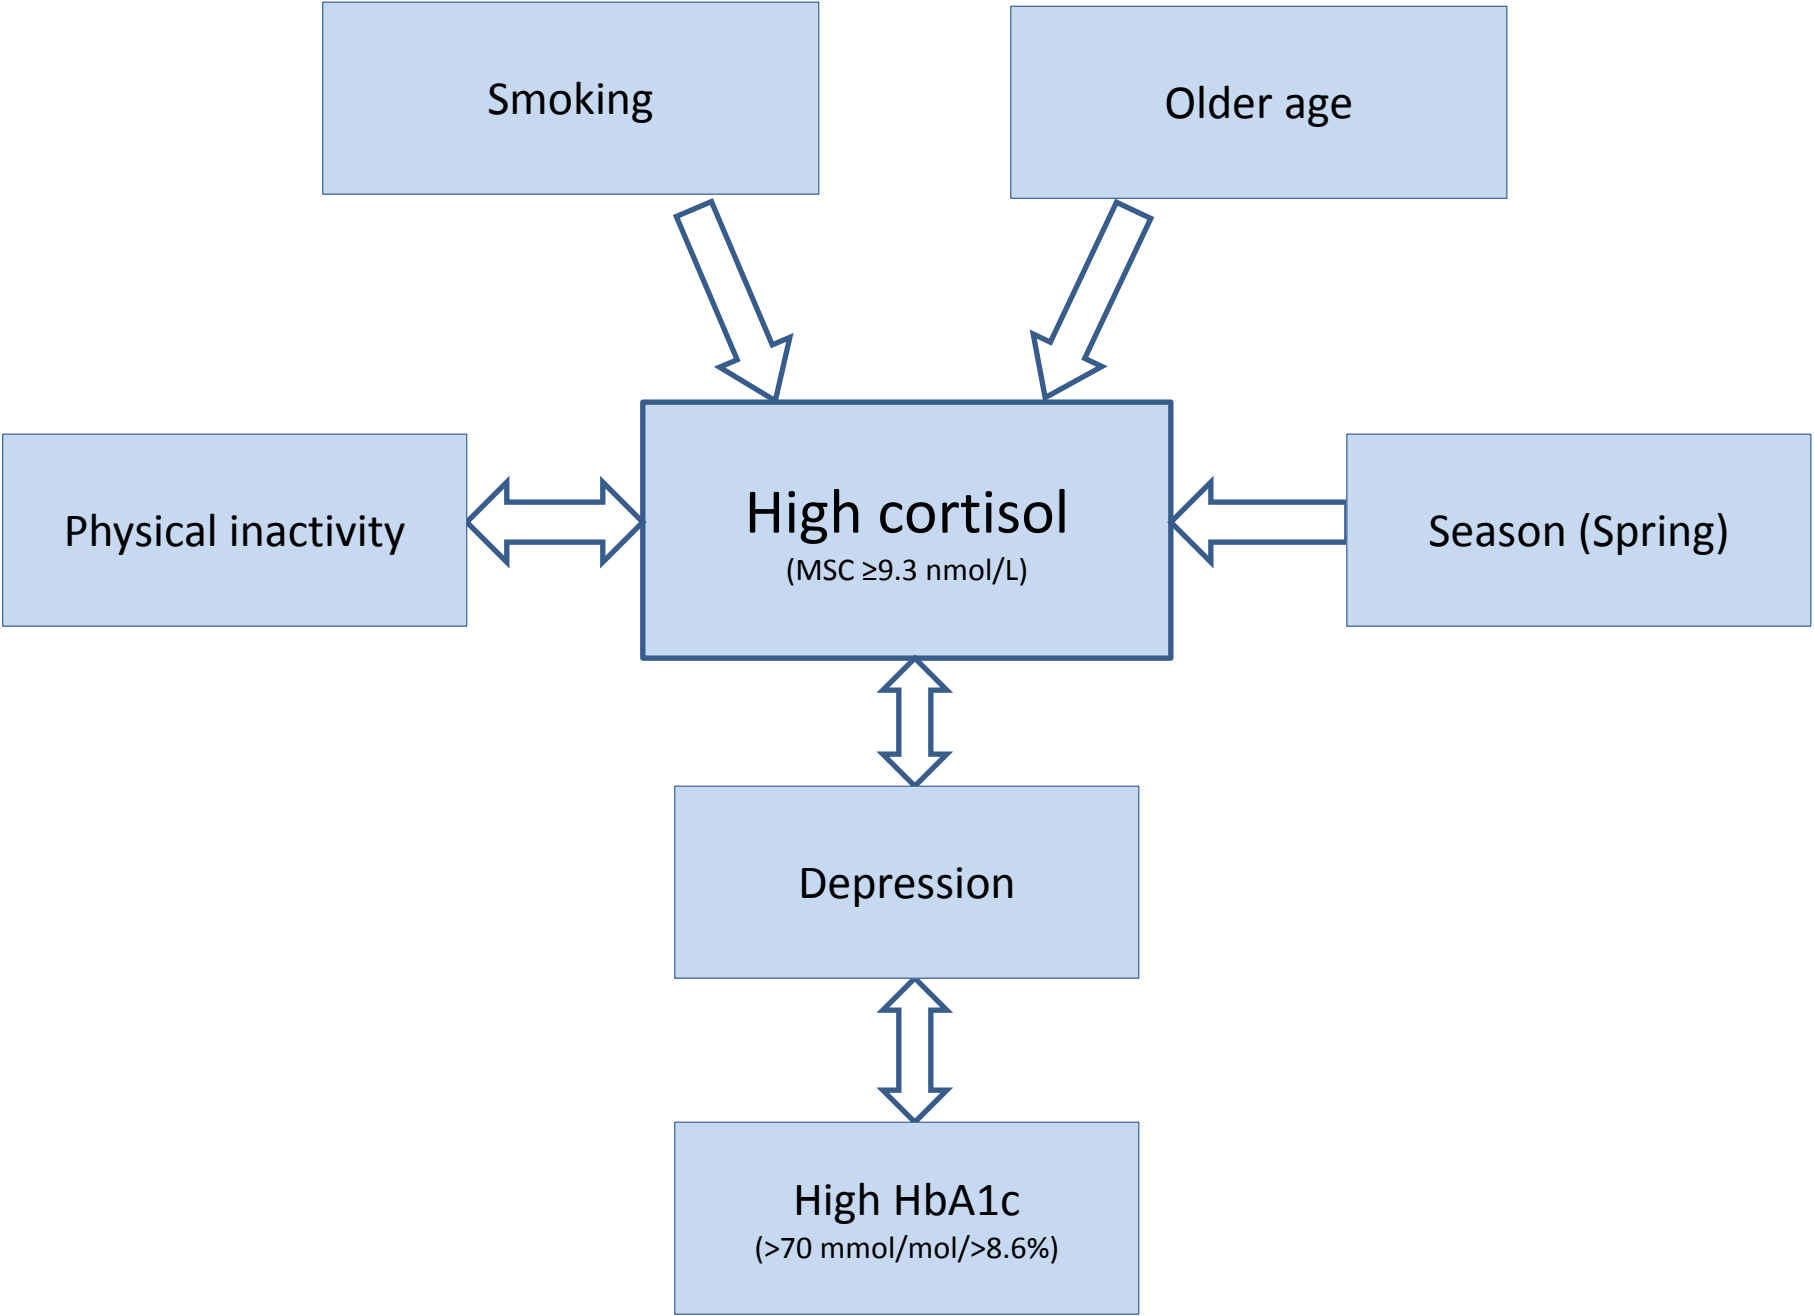 Smoking
Older age
Physical inactivity
High cortisol
(MSC ≥9.3 nmol/L)
Season (Spring)
Depression
High HbA1c
(>70 mmol/mol/>8.6%)